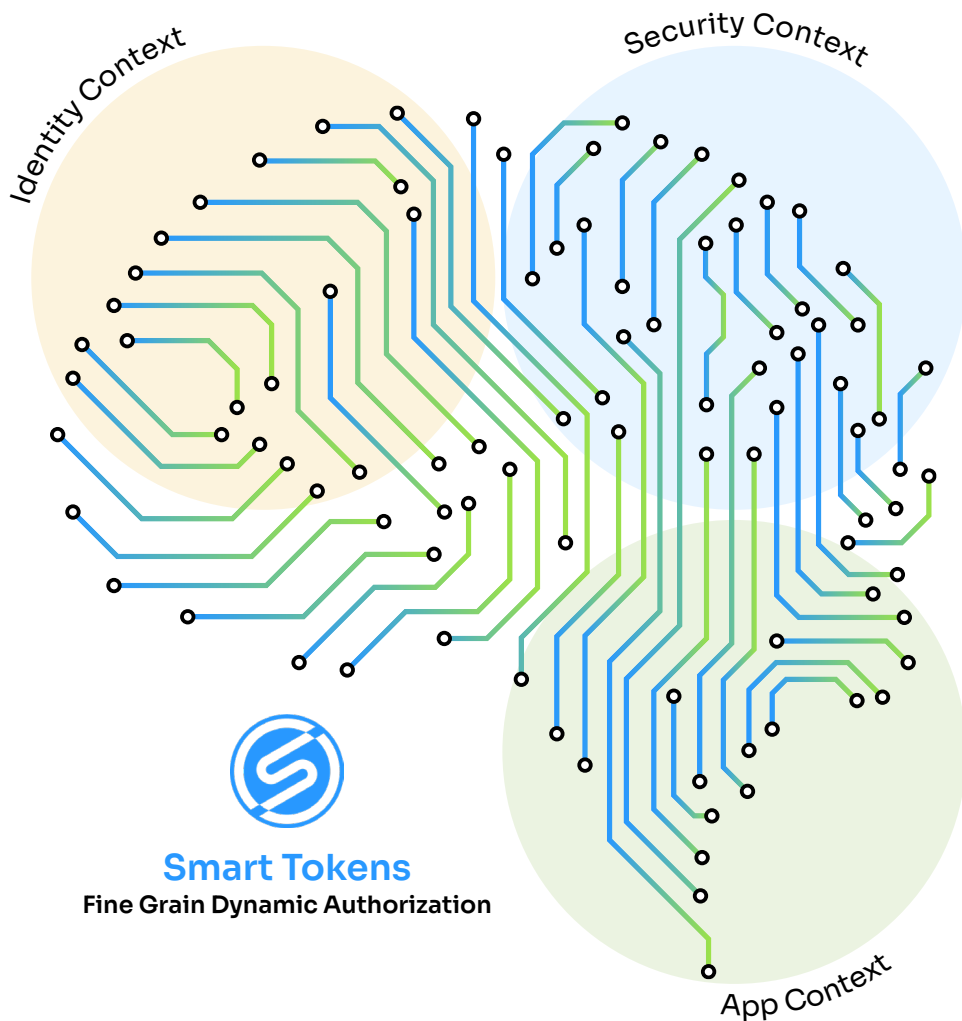 Identity Context
Security Context
Smart Tokens
Fine Grain Dynamic Authorization
App Context